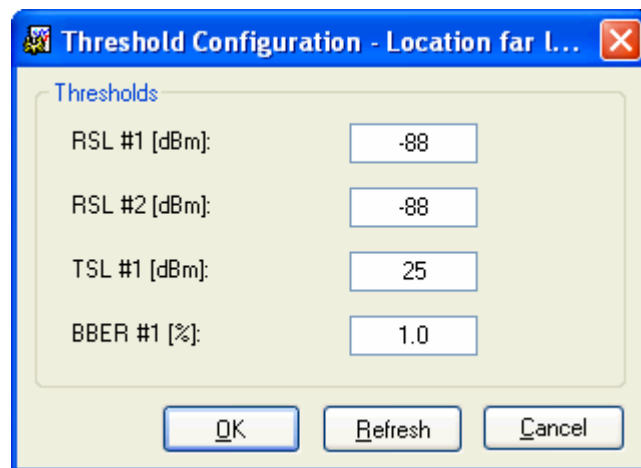 Threshold Configuration - Location far l...
Thresholds
RSL #1 [dBm]: -88
RSL #2 [dBm]: -88
TSL #1 [dBm]: 25
BBER #1 [%]: 1.0
OK Refresh Cancel